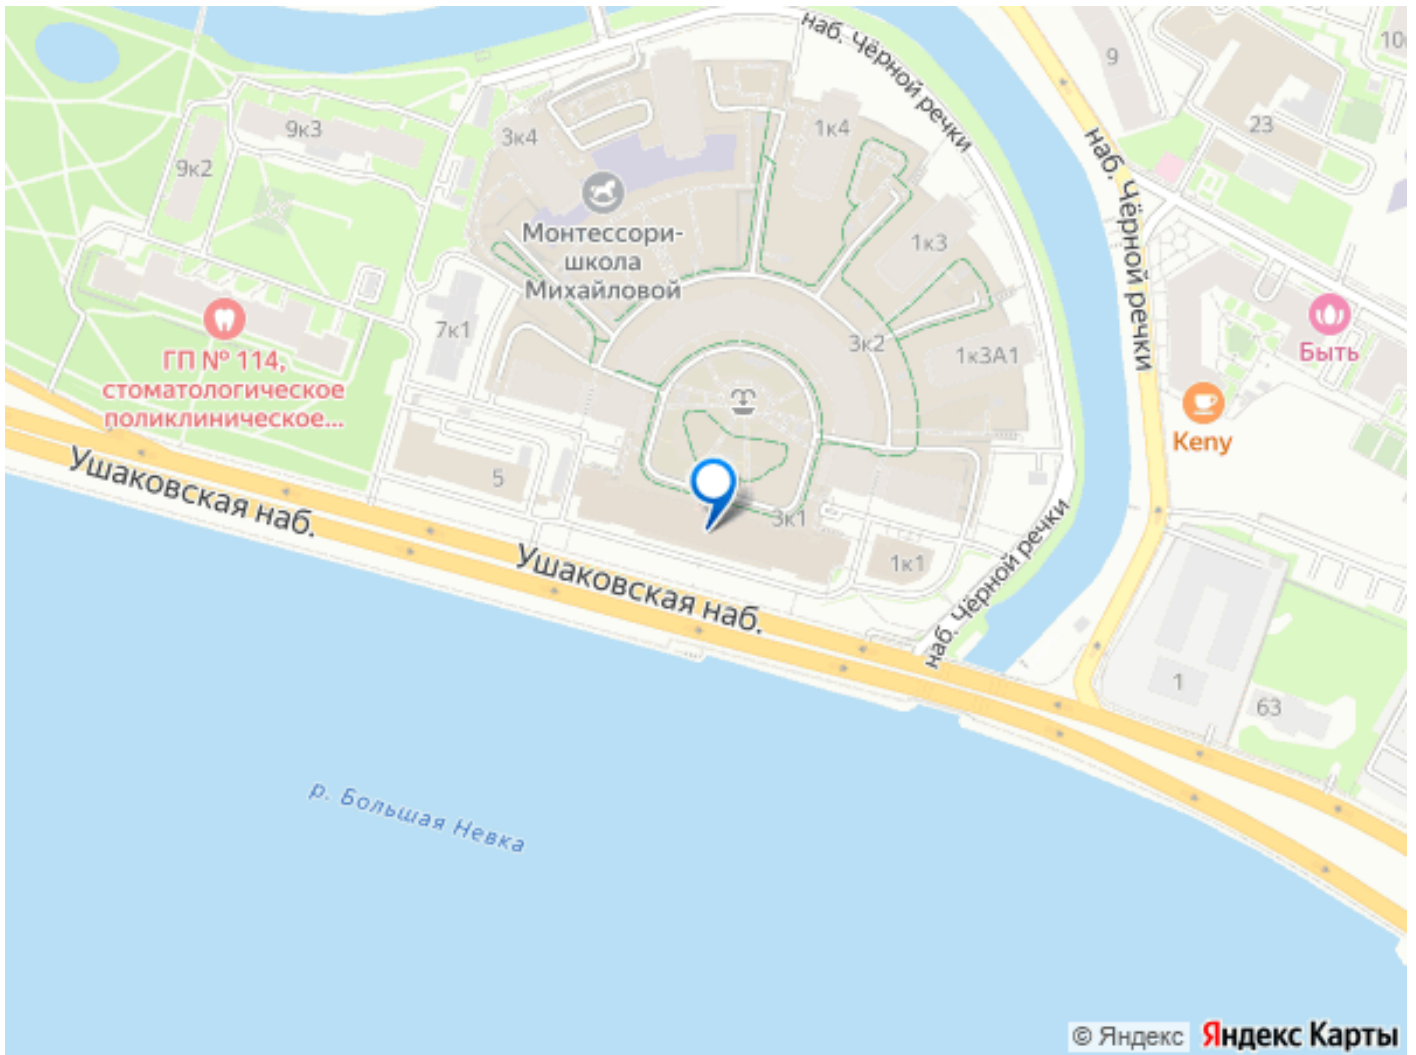 наб. Чёрной речки
9
10
23
9к3
9к2
3к4
1к4
наб. Чёрной речки
1к3
Монтессори-
школа
Михайловой
7к1
3к2
1к3А1
Быть
ГП № 114,
стоматологическое
поликлиническое...
Keny
Ушаковская наб.
5
3к1
1к1
наб. Чёрной речки
Ушаковская наб.
1
63
р. Большая Невка
© Яндекс Яндекс Карты